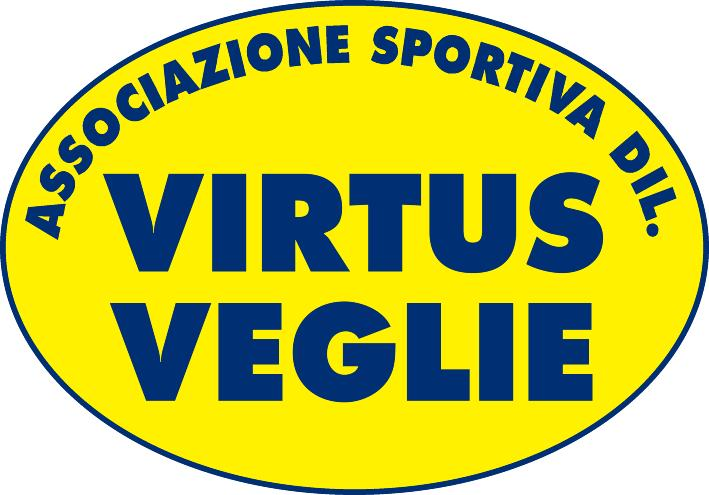 ASSOCIAZIONE SPORTIVA DIL.
VIRTUS
VEGLIE